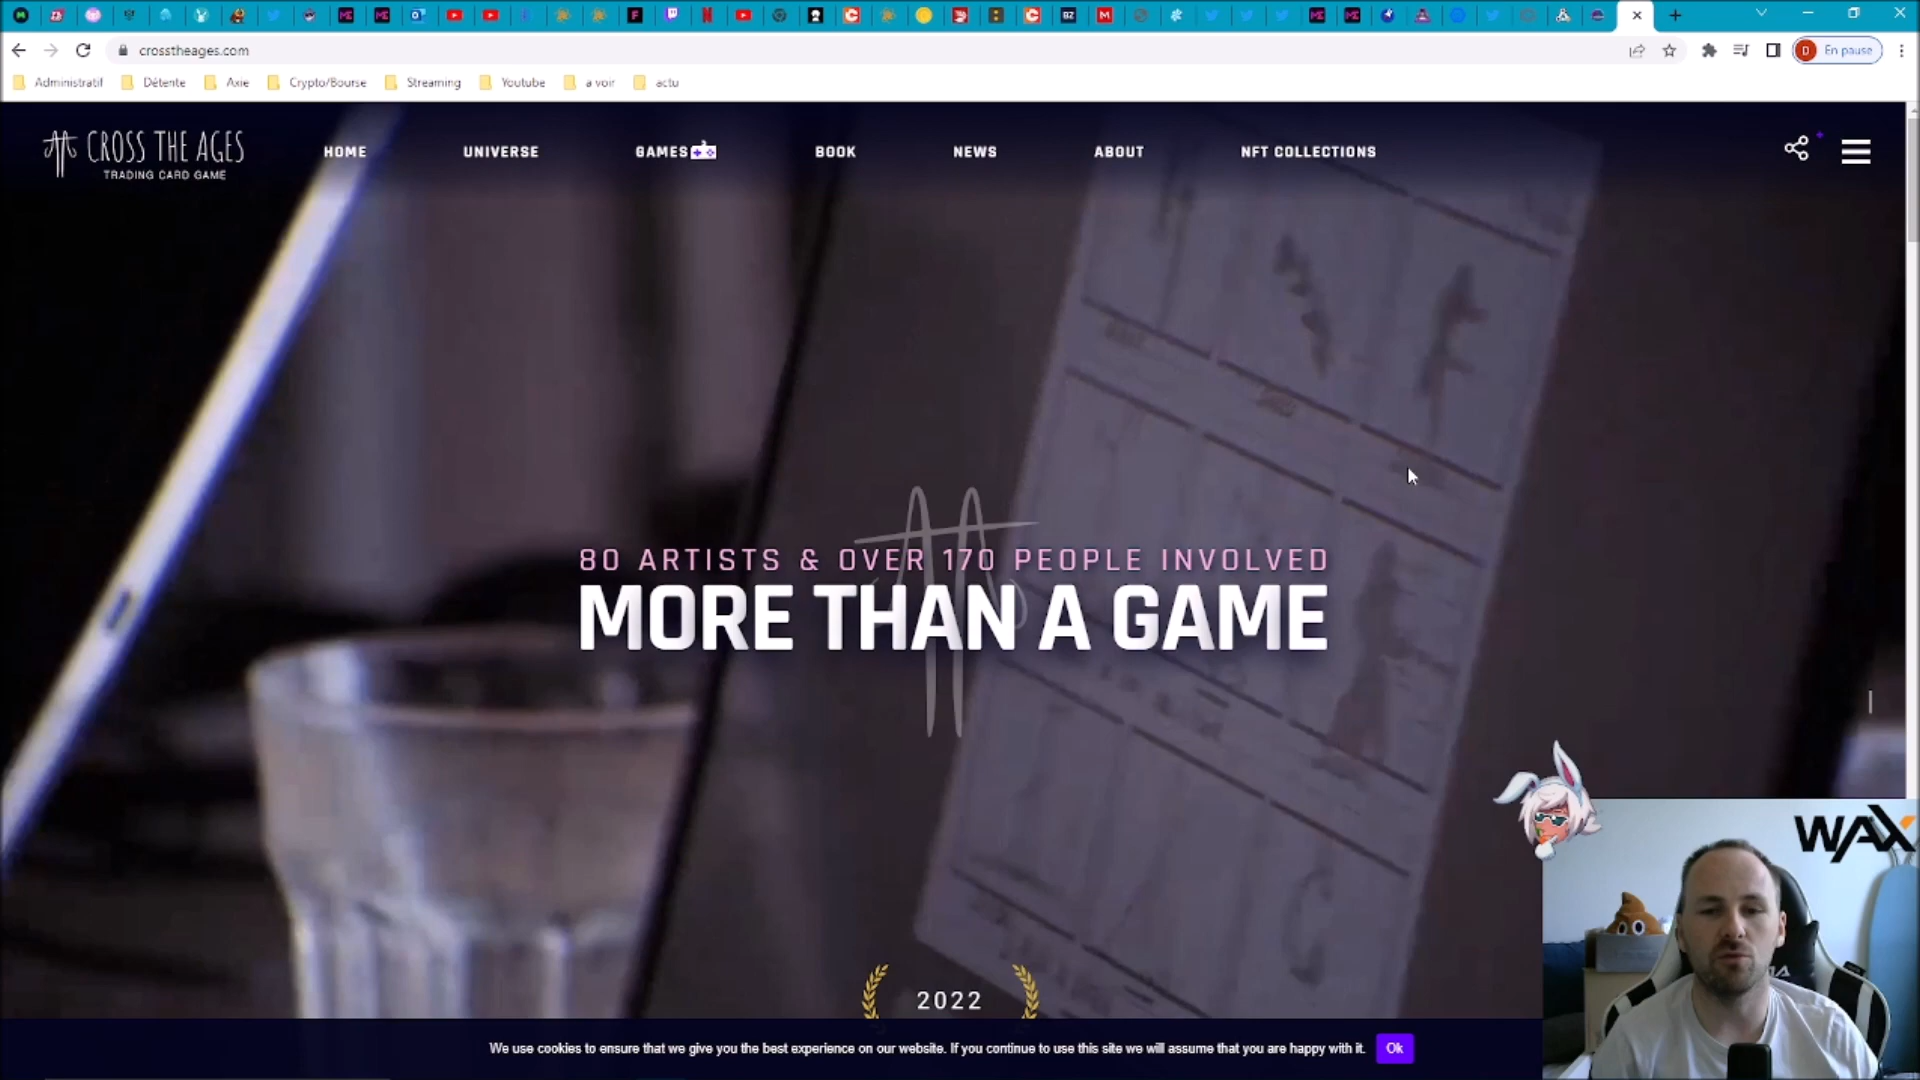 crosstheages.com
En pause
Administratif
Détente
Axie
Crypto/Bourse
Streaming
Youtube
a voir
actu
CROSS THE AGES
TRADING CARD GAME
HOME
UNIVERSE
GAMES
BOOK
NEWS
ABOUT
NFT COLLECTIONS
80 ARTISTS & OVER 170 PEOPLE INVOLVED
MORE THAN A GAME
2022
WAX
We use cookies to ensure that we give you the best experience on our website. If you continue to use this site we will assume that you are happy with it.
Ok